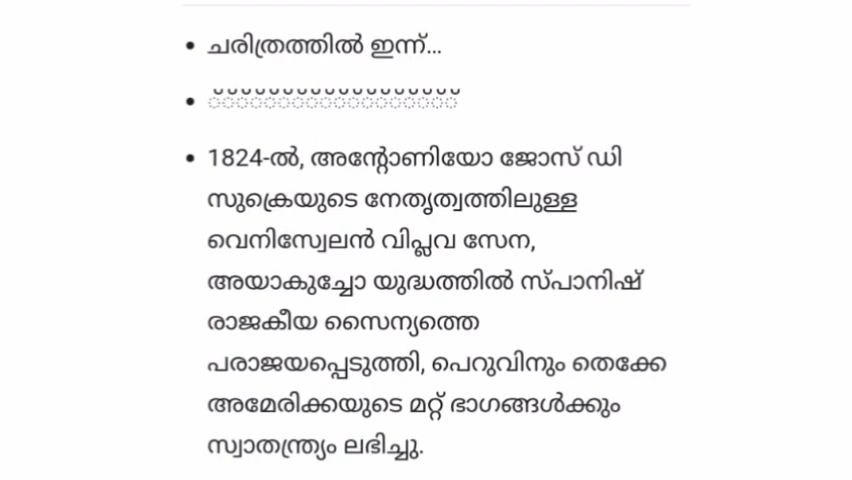 • ചരിത്രത്തിൽ ഇന്ന്…
• ്്്്്്്്്്്്്്്്്്
• 1824-ൽ, അന്റോണിയോ ജോസ് ഡി
സുക്രെയുടെ നേതൃത്വത്തിലുള്ള
വെനിസ്വേലൻ വിപ്ലവ സേന,
അയാകുച്ചോ യുദ്ധത്തിൽ സ്പാനിഷ്
രാജകീയ സൈന്യത്തെ
പരാജയപ്പെടുത്തി, പെറുവിനും തെക്കേ
അമേരിക്കയുടെ മറ്റ് ഭാഗങ്ങൾക്കും
സ്വാതന്ത്ര്യം ലഭിച്ചു.